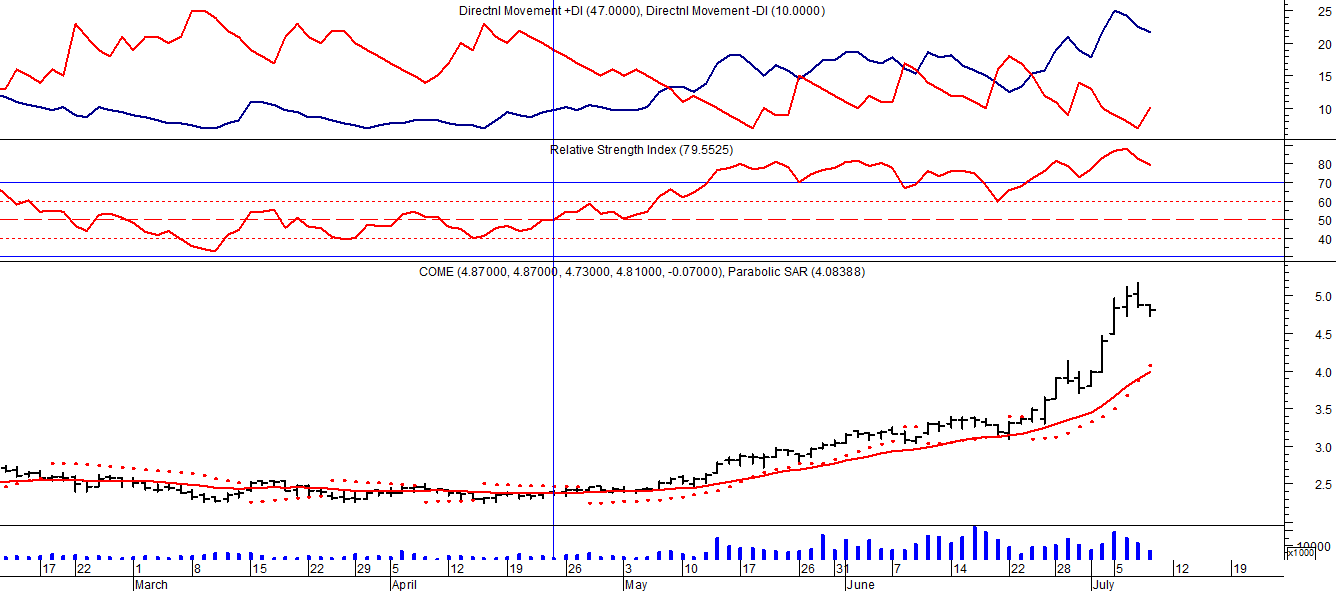 Directnl Movement +DI (47.0000), Directnl Movement -DI (10.0000)
25
20
15
10
Relative Strength Index (79.5525)
80
70
60
50
40
COME (4.87000, 4.87000, 4.73000, 4.81000, -0.07000), Parabolic SAR (4.08388)
5.0
4.5
4.0
3.5
3.0
2.5
10000
x1000
17 22 1 8 15 22 29 5 12 19 26 3 10 17 26 31 7 14 22 28 5 12 19
March April May June July